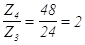 Z₄/Z₃ = 48/24 = 2